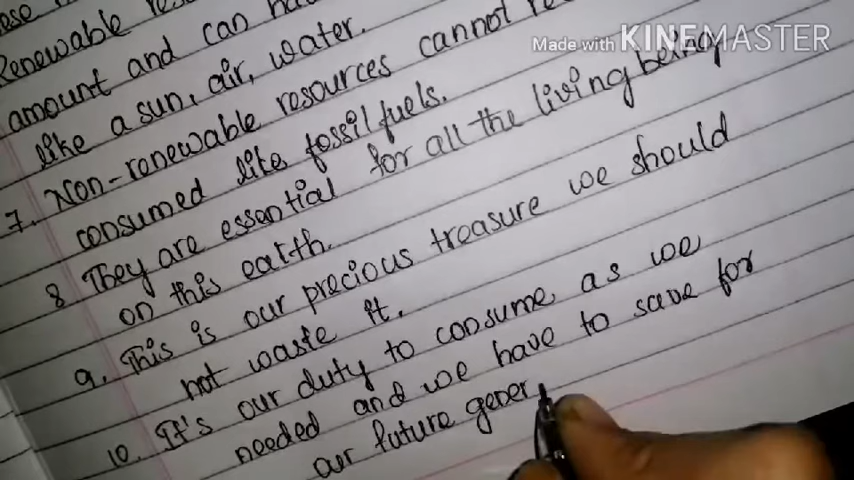 Renewable
amount and can
like a sun, air, water.
7. Non-renewable resources cannot
consumed like fossil fuels.
8 They are essential for all the living being
on this earth.
9. This is our precious treasure we should
not waste it.
10. It's our duty to consume as we
needed and we have to save for
our future gener
Made with KINEMASTER